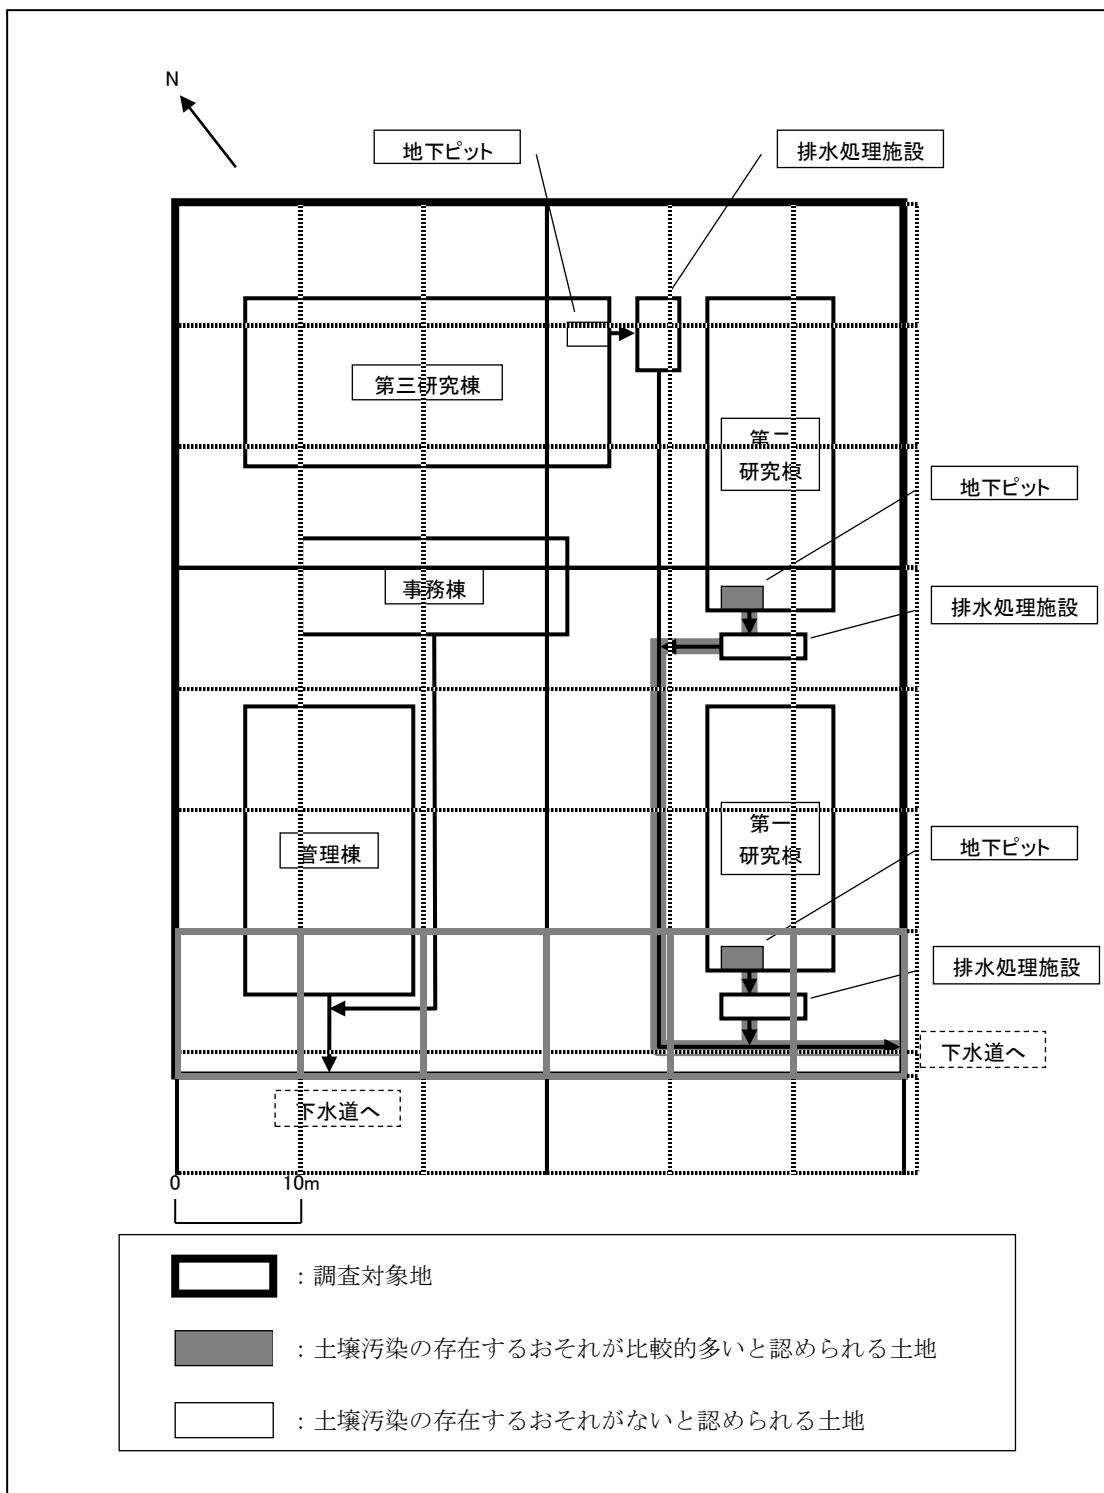 N
地下ピット
排水処理施設
第三研究棟
第二
研究棟
地下ピット
事務棟
排水処理施設
第一
研究棟
管理棟
地下ピット
排水処理施設
下水道へ
下水道へ
0
10m
：調査対象地
：土壌汚染の存在するおそれが比較的多いと認められる土地
：土壌汚染の存在するおそれがないと認められる土地